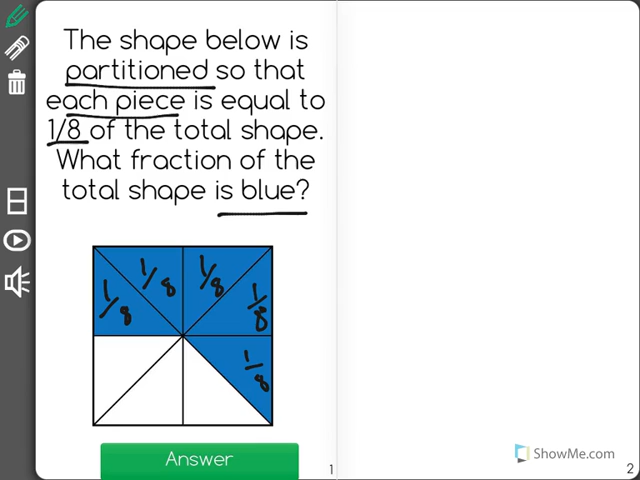 The shape below is
partitioned so that
each piece is equal to
1/8 of the total shape.
What fraction of the
total shape is blue?
1/8 1/8 1/8 1/8
1/8
Answer
1
ShowMe.com
2